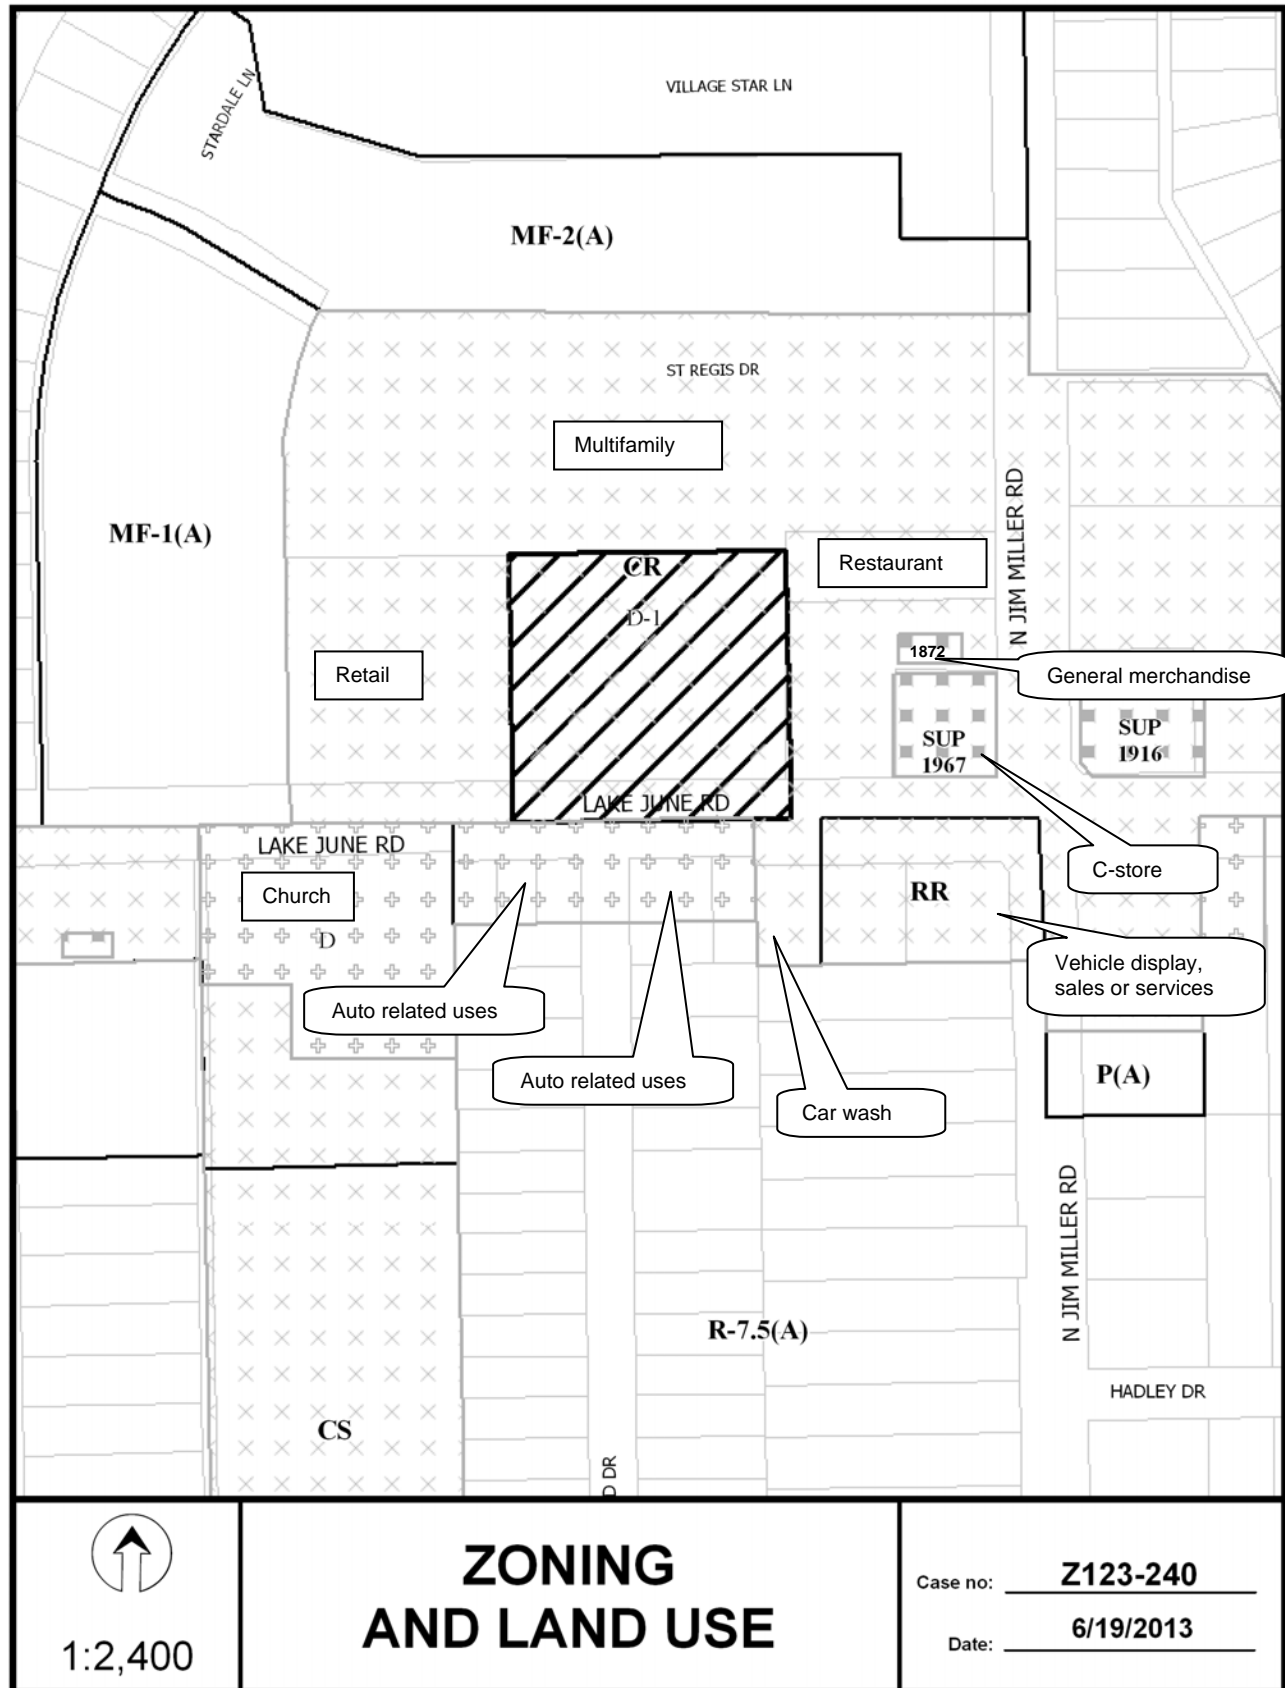 VILLAGE STAR LN
STARDALE LN
MF-2(A)
ST REGIS DR
Multifamily
N JIM MILLER RD
MF-1(A)
CR
Restaurant
D-1
1872
General merchandise
Retail
SUP
1967
SUP
1916
LAKE JUNE RD
LAKE JUNE RD
C-store
Church
RR
D
Vehicle display,
sales or services
Auto related uses
Auto related uses
P(A)
Car wash
N JIM MILLER RD
R-7.5(A)
HADLEY DR
CS
D DR
1:2,400
ZONING
AND LAND USE
Case no: Z123-240
Date: 6/19/2013